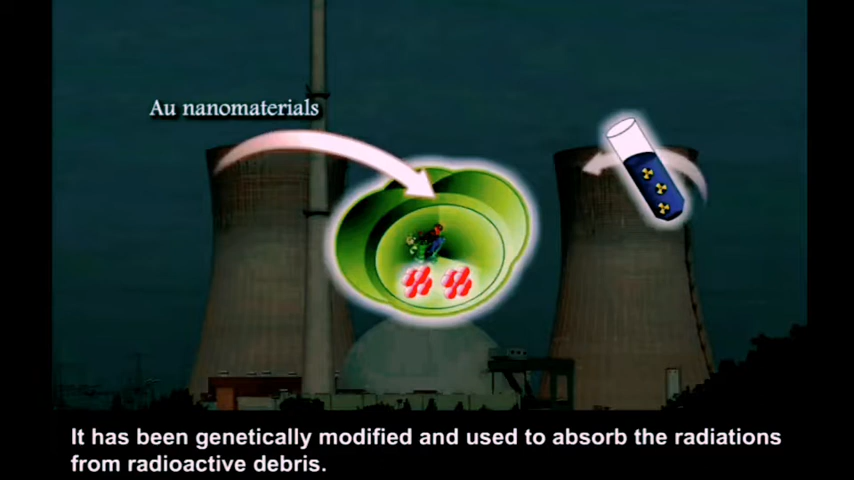 Au nanomaterials
It has been genetically modified and used to absorb the radiations
from radioactive debris.